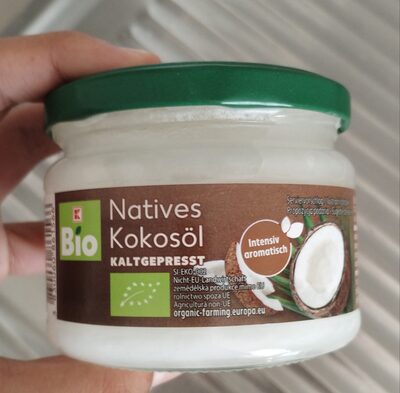 K
Bio
Natives
Kokosöl
KALTGEPRESST
Intensiv
aromatisch
Nicht-EU-Landwirtschaft
zemědělská produkce mimo EU
rolnictwo spoza UE
Agricultură non-UE
organic-farming.europa.eu